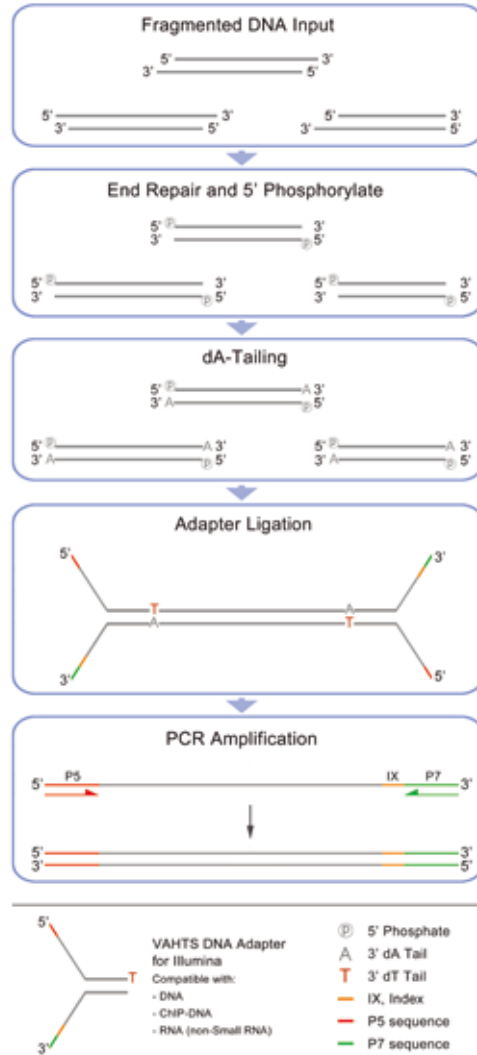 Fragmented DNA Input
5' 3'
3' 5'
5' 3' 5' 3'
3' 5' 3' 5'
End Repair and 5' Phosphorylate
5' P 3'
3' P 5'
5' P 3' 5' P 3'
3' P 5' 3' P 5'
dA-Tailing
5' P A 3'
3' A P 5'
5' P A 3' 5' P A 3'
3' A P 5' 3' A P 5'
Adapter Ligation
5' 3'
T A
A T
3' 5'
PCR Amplification
P5 IX P7
5' 3'
5' 3'
3' 5'
5'
T
3'
VAHTS DNA Adapter
for Illumina
Compatible with:
- DNA
- ChIP-DNA
- RNA (non-Small RNA)
P 5' Phosphate
A 3' dA Tail
T 3' dT Tail
IX, Index
P5 sequence
P7 sequence